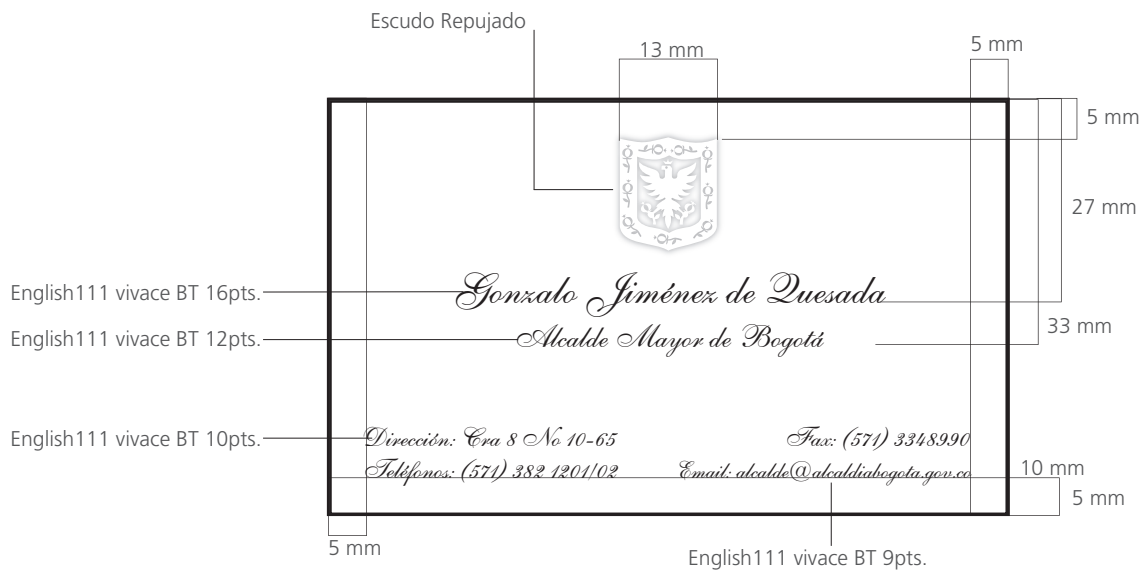 Escudo Repujado
13 mm
5 mm
5 mm
27 mm
English111 vivace BT 16pts.
Gonzalo Jiménez de Quesada
33 mm
English111 vivace BT 12pts.
Alcalde Mayor de Bogotá
English111 vivace BT 10pts.
Dirección: Cra 8 No 10-65
Fax: (571) 3348990
Teléfonos: (571) 382 1201/02
Email: alcalde@alcaldiabogota.gov.co
10 mm
5 mm
5 mm
English111 vivace BT 9pts.